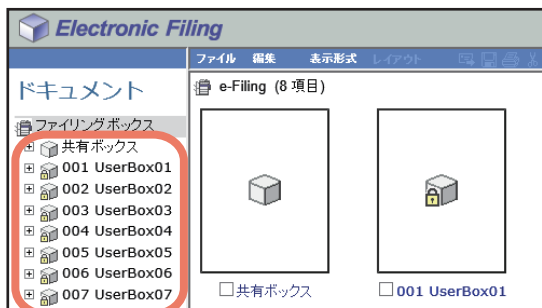 Electronic Filing
ファイル 編集 表示形式 レイアウト
ドキュメント
e-Filing (8 項目)
ファイリングボックス
共有ボックス
001 UserBox01
002 UserBox02
003 UserBox03
004 UserBox04
005 UserBox05
006 UserBox06
007 UserBox07
共有ボックス
001 UserBox01